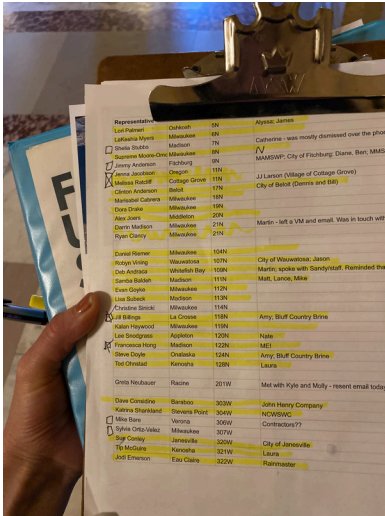 Representative
Lori Palmeri Oshkosh 5N Alyssa; James
LaKeshia Myers Milwaukee 6N
Shelia Stubbs Madison 7N Catherine - was mostly dismissed over the phone
Supreme Moore-Omo Milwaukee 8N N
Jimmy Anderson Fitchburg 9N MAMSWP; City of Fitchburg; Diane, Ben; MMS
Jenna Jacobson Oregon 11N
Melissa Ratcliff Cottage Grove 11N JJ Larson (Village of Cottage Grove)
Clinton Anderson Beloit 17N City of Beloit (Dennis and Bill)
Marisabel Cabrera Milwaukee 18N
Dora Drake Milwaukee 19N
Alex Joers Middleton 20N
Darrin Madison Milwaukee 21N Martin - left a VM and email. Was in touch will
Ryan Clancy Milwaukee 21N
Daniel Riemer Milwaukee 104N
Robyn Vining Wauwatosa 107N City of Wauwatosa; Jason
Deb Andraca Whitefish Bay 109N Martin; spoke with Sandy/staff. Reminded tha
Samba Baldeh Madison 111N Matt, Lance, Mike
Evan Goyke Milwaukee 112N
Lisa Subeck Madison 113N
Christine Sinicki Milwaukee 114N
Jill Billings La Crosse 118N Amy; Bluff Country Brine
Kalan Haywood Milwaukee 119N
Lee Snodgrass Appleton 120N Nate
Francesca Hong Madison 122N ME!
Steve Doyle Onalaska 124N Amy; Bluff Country Brine
Tod Ohnstad Kenosha 128N Laura
Greta Neubauer Racine 201W Met with Kyle and Molly - resent email today
Dave Considine Baraboo 303W John Henry Company
Katrina Shankland Stevens Point 304W NCWSWC
Mike Bare Verona 306W Contractors??
Sylvia Ortiz-Velez Milwaukee 307W
Sue Conley Janesville 320W City of Janesville
Tip McGuire Kenosha 321W Laura
Jodi Emerson Eau Claire 322W Rainmaster